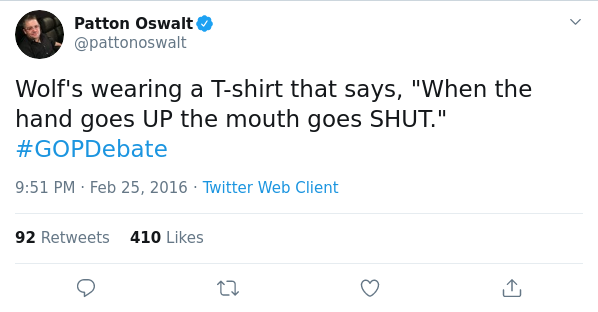 Patton Oswalt
@pattonoswalt
Wolf's wearing a T-shirt that says, "When the
hand goes UP the mouth goes SHUT."
#GOPDebate
9:51 PM · Feb 25, 2016 · Twitter Web Client
92 Retweets 410 Likes